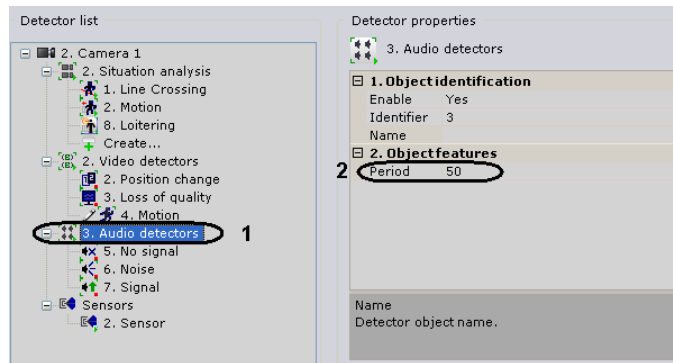 Detector list
2. Camera 1
2. Situation analysis
1. Line Crossing
2. Motion
8. Loitering
Create...
2. Video detectors
2. Position change
3. Loss of quality
4. Motion
3. Audio detectors
1
5. No signal
6. Noise
7. Signal
Sensors
2. Sensor
Detector properties
3. Audio detectors
1. Object identification
Enable Yes
Identifier 3
Name
2. Object features
2
Period 50
Name
Detector object name.